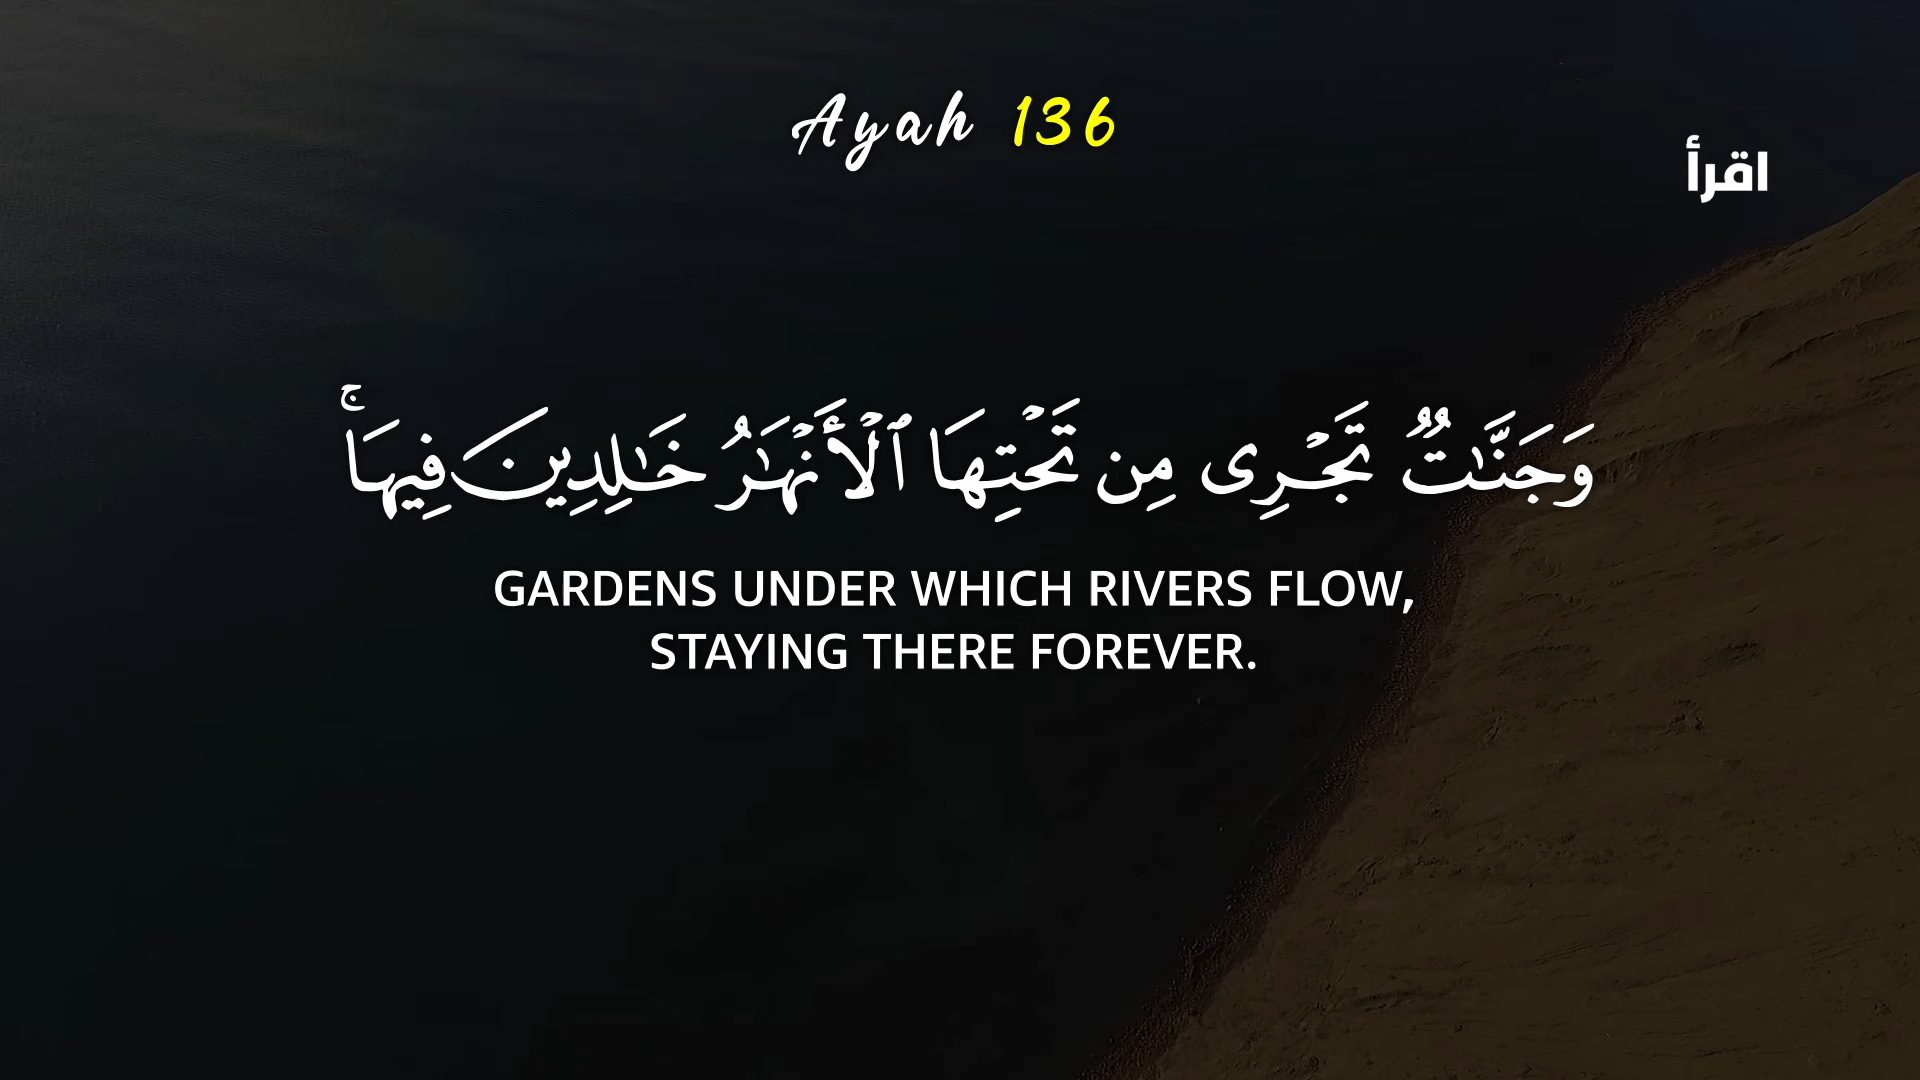 Ayah 136
اقرأ
وَجَنَّـٰتٌۭ تَجْرِى مِن تَحْتِهَا ٱلْأَنْهَـٰرُ خَـٰلِدِينَ فِيهَا ۚ
GARDENS UNDER WHICH RIVERS FLOW,
STAYING THERE FOREVER.